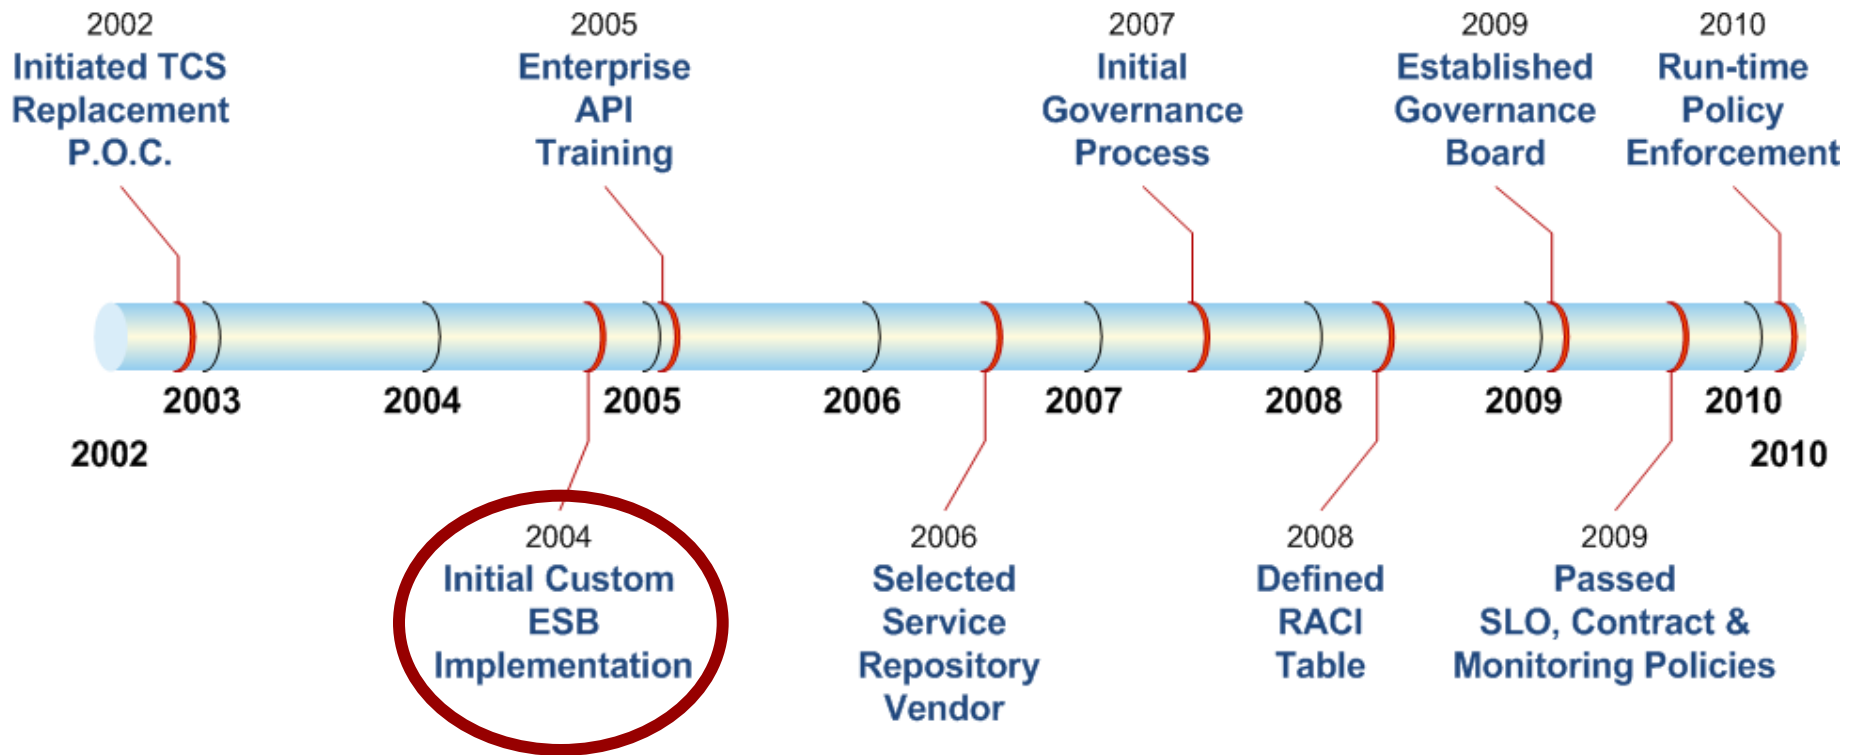 2002
Initiated TCS
Replacement
P.O.C.
2005
Enterprise
API
Training
2007
Initial
Governance
Process
2009
Established
Governance
Board
2010
Run-time
Policy
Enforcement
2003
2004
2005
2006
2007
2008
2009
2010
2002
2010
2004
Initial Custom
ESB
Implementation
2006
Selected
Service
Repository
Vendor
2008
Defined
RACI
Table
2009
Passed
SLO, Contract &
Monitoring Policies